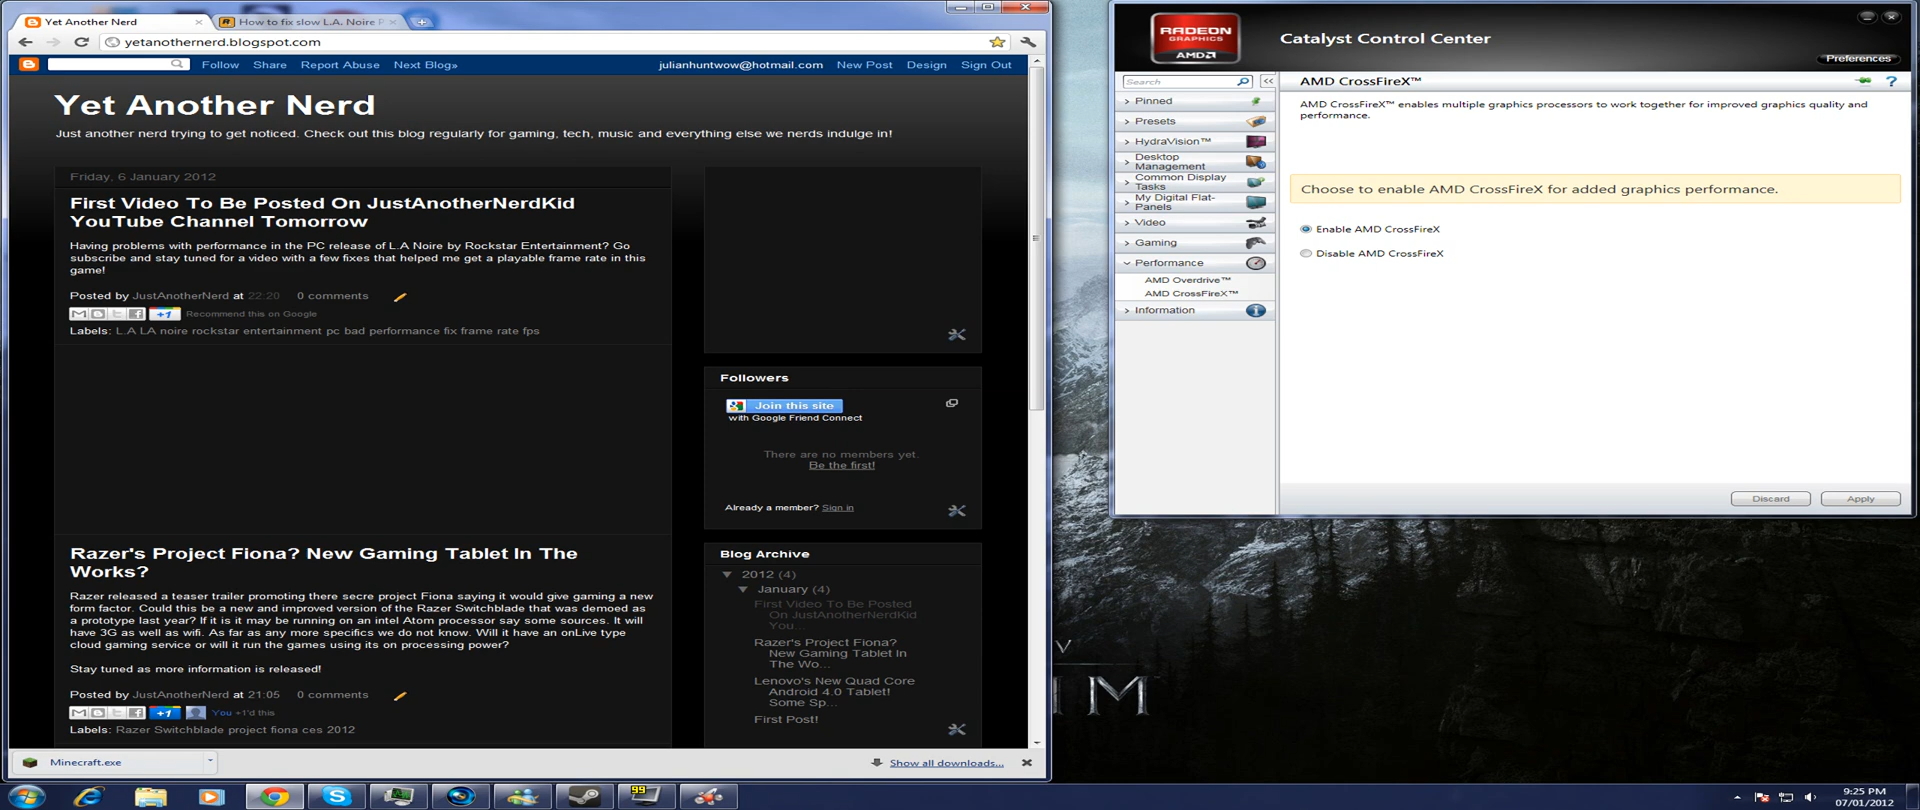 Yet Another Nerd
How to fix slow L.A. Noire P
yetanothernerd.blogspot.com
Follow Share Report Abuse Next Blog»
julianhuntwow@hotmail.com New Post Design Sign Out
Yet Another Nerd
Just another nerd trying to get noticed. Check out this blog regularly for gaming, tech, music and everything else we nerds indulge in!
Friday, 6 January 2012
First Video To Be Posted On JustAnotherNerdKid
YouTube Channel Tomorrow
Having problems with performance in the PC release of L.A Noire by Rockstar Entertainment? Go
subscribe and stay tuned for a video with a few fixes that helped me get a playable frame rate in this
game!
Posted by JustAnotherNerd at 22:20 0 comments
+1 Recommend this on Google
Labels: L.A LA noire rockstar entertainment pc bad performance fix frame rate fps
Razer's Project Fiona? New Gaming Tablet In The
Works?
Razer released a teaser trailer promoting there secre project Fiona saying it would give gaming a new
form factor. Could this be a new and improved version of the Razer Switchblade that was demoed as
a prototype last year? If it is it may be running on an intel Atom processor say some sources. It will
have 3G as well as wifi. As far as any more specifics we do not know. Will it have an onLive type
cloud gaming service or will it run the games using its on processing power?
Stay tuned as more information is released!
Posted by JustAnotherNerd at 21:05 0 comments
+1 You +1'd this
Labels: Razer Switchblade project fiona ces 2012
Followers
Join this site
with Google Friend Connect
There are no members yet.
Be the first!
Already a member? Sign in
Blog Archive
▼ 2012 (4)
▼ January (4)
First Video To Be Posted
On JustAnotherNerdKid
You...
Razer's Project Fiona?
New Gaming Tablet In
The Wo...
Lenovo's New Quad Core
Android 4.0 Tablet!
Some Sp...
First Post!
Minecraft.exe
Show all downloads...
RADEON
GRAPHICS
AMD
Catalyst Control Center
Preferences
Search
Pinned
Presets
HydraVision™
Desktop
Management
Common Display
Tasks
My Digital Flat-
Panels
Video
Gaming
Performance
AMD Overdrive™
AMD CrossFireX™
Information
AMD CrossFireX™
AMD CrossFireX™ enables multiple graphics processors to work together for improved graphics quality and
performance.
Choose to enable AMD CrossFireX for added graphics performance.
Enable AMD CrossFireX
Disable AMD CrossFireX
Discard Apply
V
IM
99
9:25 PM
07/01/2012